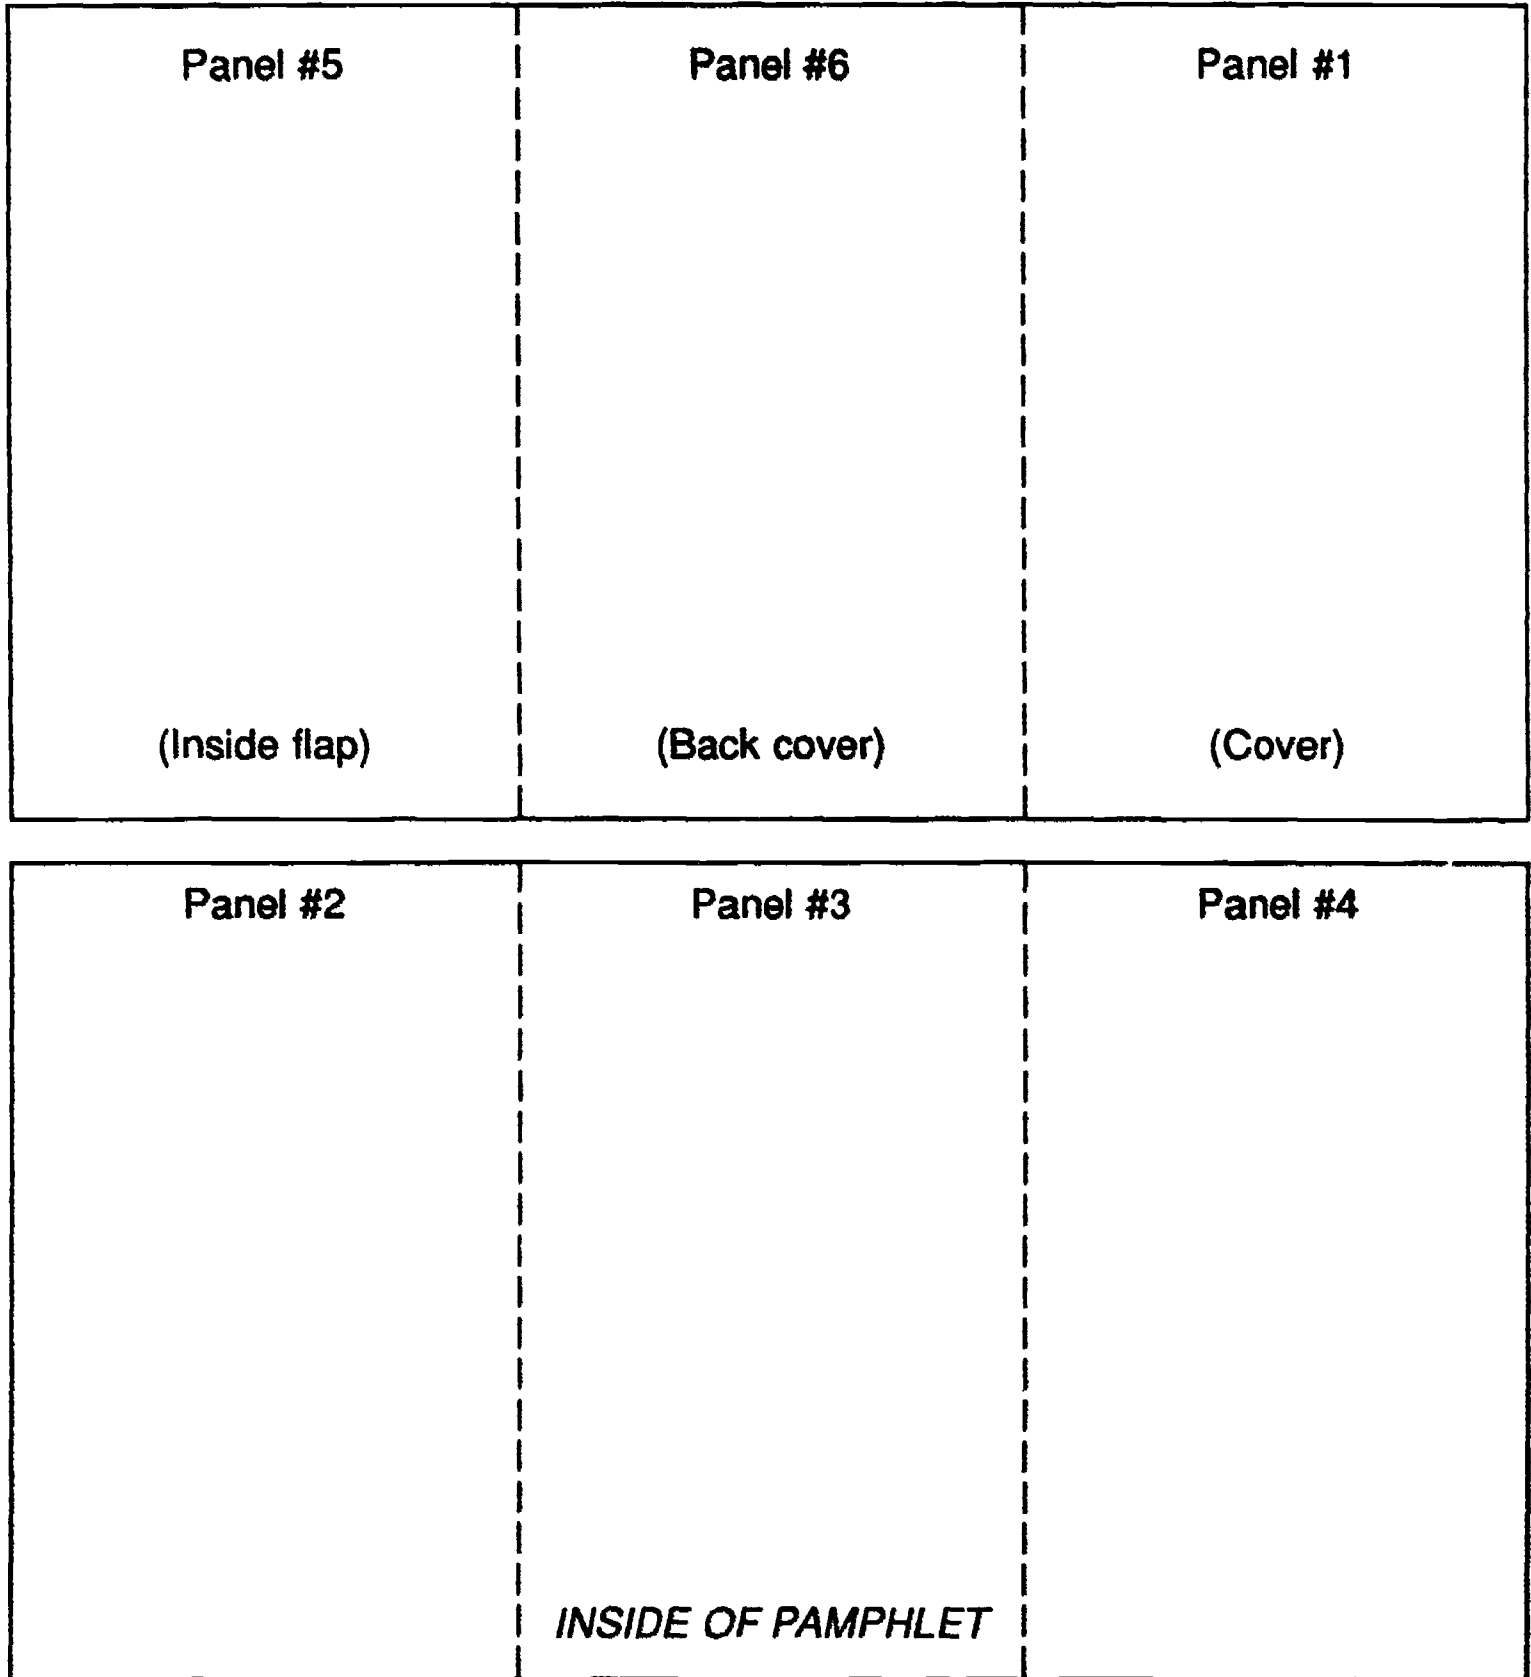 Panel #5 Panel #6 Panel #1
(Inside flap) (Back cover) (Cover)
Panel #2 Panel #3 Panel #4
INSIDE OF PAMPHLET